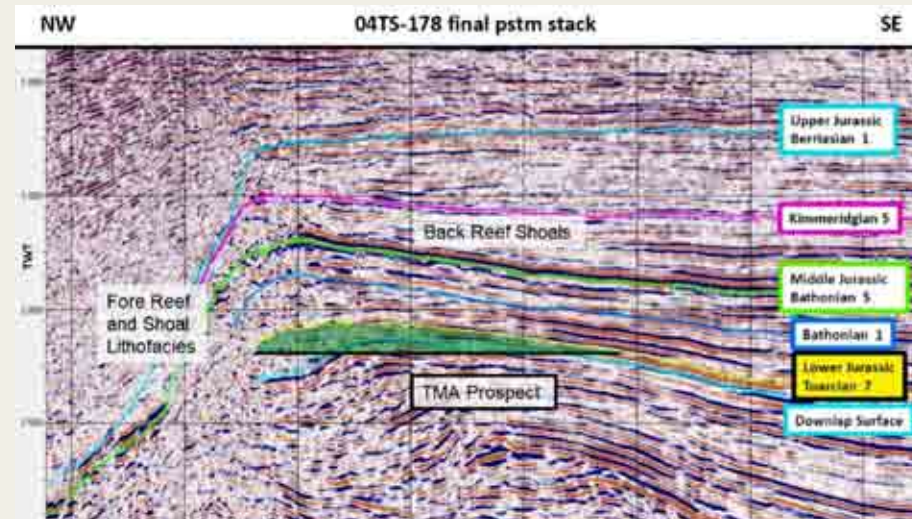 NW
04TS-178 final pstm stack
SE
Upper Jurassic
Berriasian 1
Kimmeridgian 5
Back Reef Shoals
TWT
Middle Jurassic
Bathonian 5
Fore Reef
and Shoal
Lithofacies
Bathonian 1
Lower Jurassic
Toarcian 7
TMA Prospect
Downlap Surface